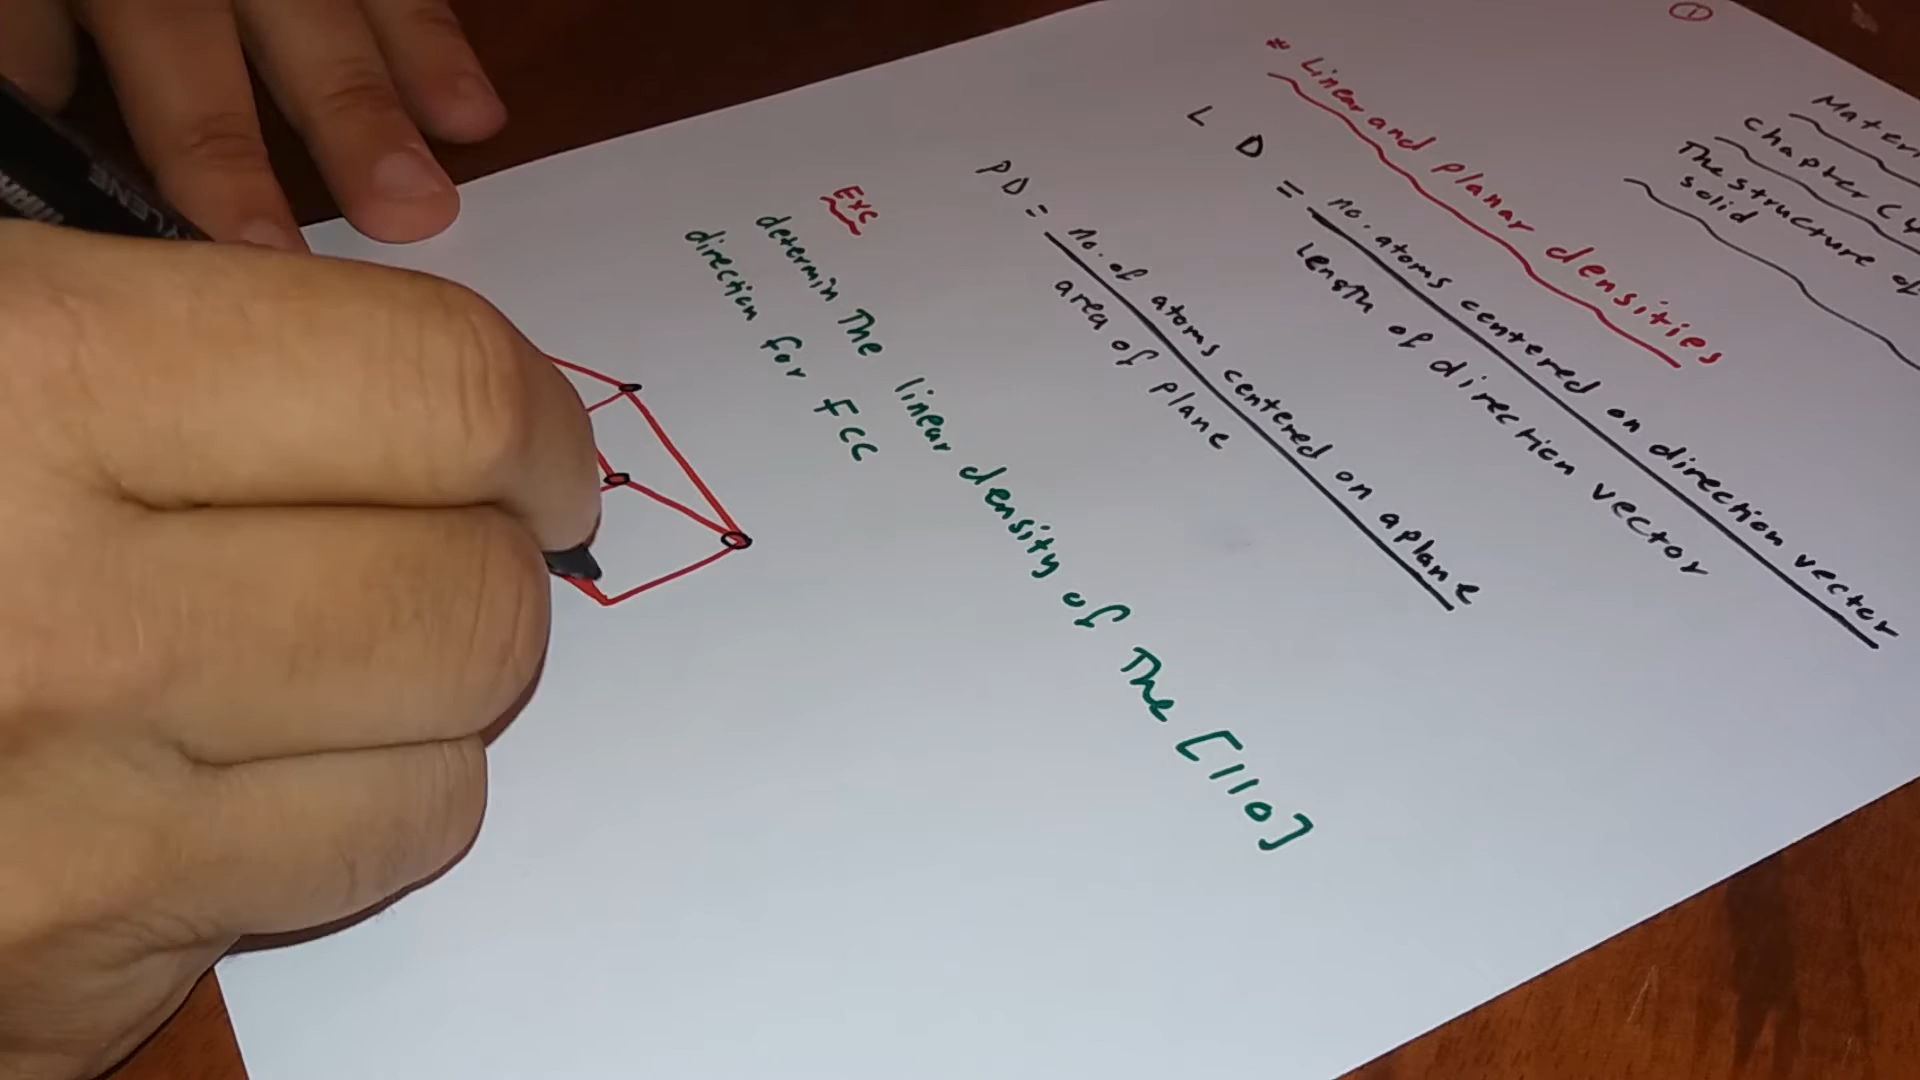 ①
Chapter (4
The structure of
solid
* Linear and planar densities
L D = no. atoms centered on direction vector
Length of direction vector
PD = no. of atoms centered on a plane
area of plane
Exc
determin The linear density of The [110]
direction for FCC